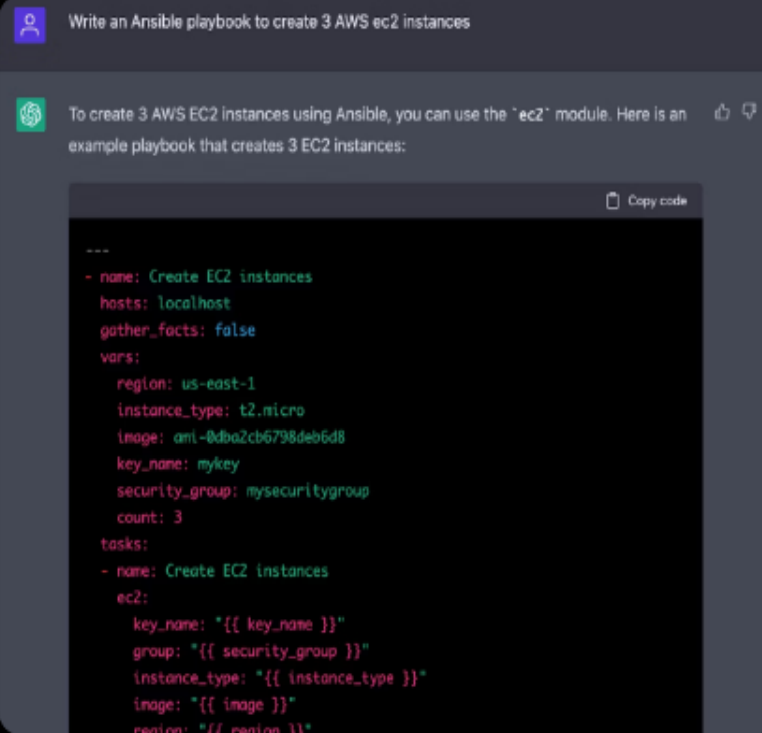 Write an Ansible playbook to create 3 AWS ec2 instances
To create 3 AWS EC2 instances using Ansible, you can use the `ec2` module. Here is an
example playbook that creates 3 EC2 instances:
Copy code
---
- name: Create EC2 instances
  hosts: localhost
  gather_facts: false
  vars:
    region: us-east-1
    instance_type: t2.micro
    image: ami-0dba2cb6798deb6d8
    key_name: mykey
    security_group: mysecuritygroup
    count: 3
  tasks:
  - name: Create EC2 instances
    ec2:
      key_name: "{{ key_name }}"
      group: "{{ security_group }}"
      instance_type: "{{ instance_type }}"
      image: "{{ image }}"
      region: "{{ region }}"